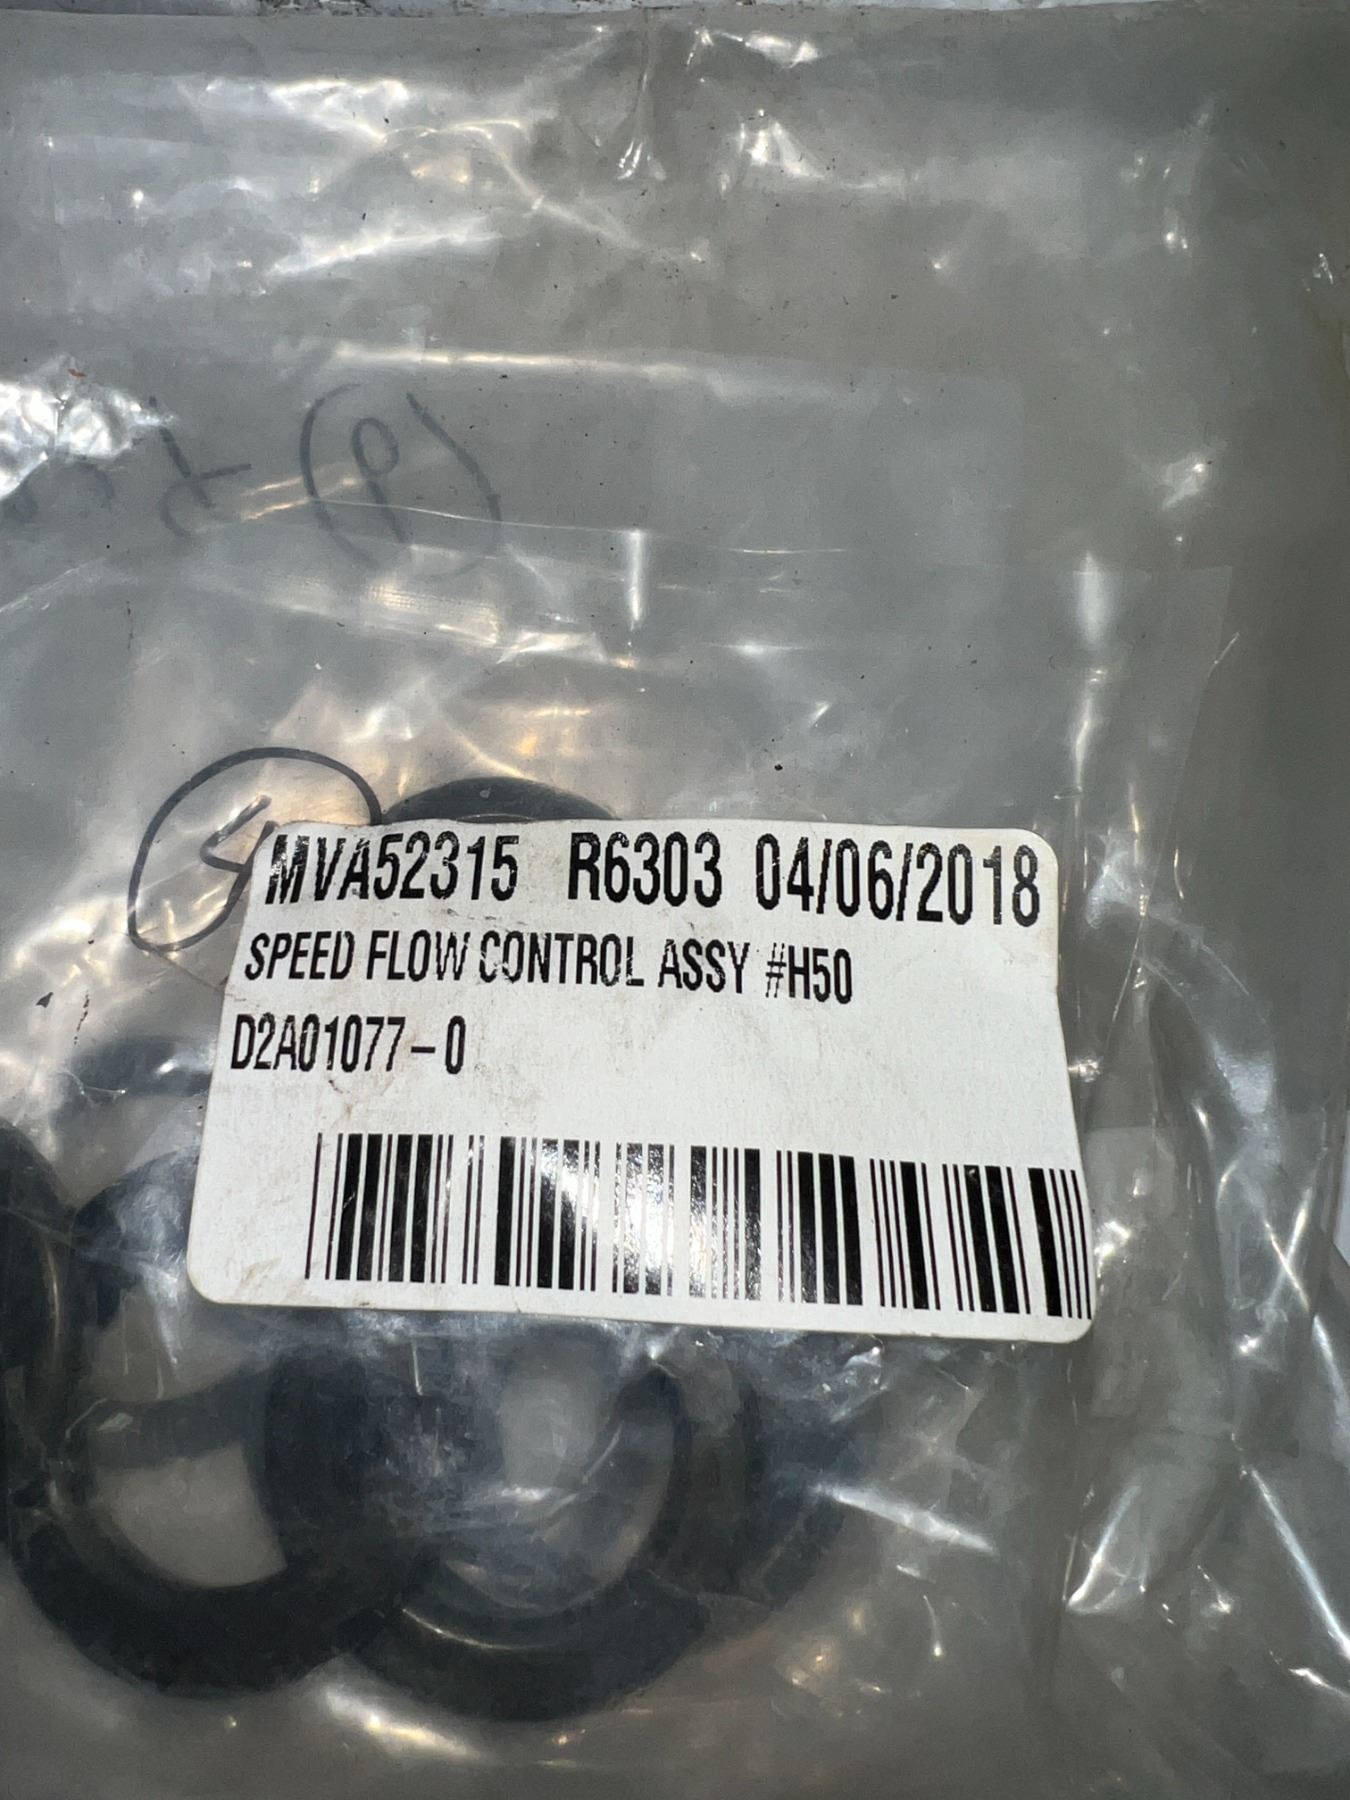 MVA52315 R6303 04/06/2018
SPEED FLOW CONTROL ASSY #H50
D2A01077-0